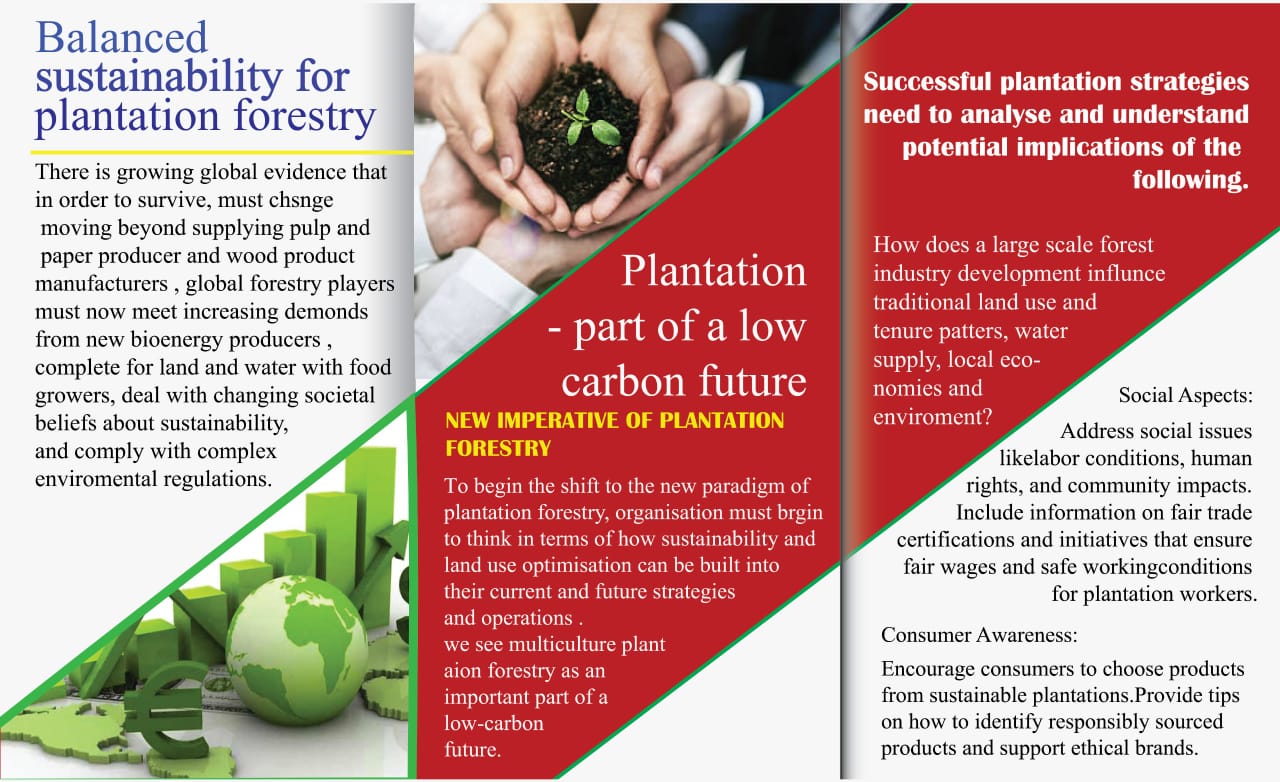 Balanced
sustainability for
plantation forestry
There is growing global evidence that
in order to survive, must chsnge
moving beyond supplying pulp and
paper producer and wood product
manufacturers , global forestry players
must now meet increasing demonds
from new bioenergy producers ,
complete for land and water with food
growers, deal with changing societal
beliefs about sustainability,
and comply with complex
enviromental regulations.
Plantation
- part of a low
carbon future
NEW IMPERATIVE OF PLANTATION
FORESTRY
To begin the shift to the new paradigm of
plantation forestry, organisation must brgin
to think in terms of how sustainability and
land use optimisation can be built into
their current and future strategies
and operations .
we see multiculture plant
aion forestry as an
important part of a
low-carbon
future.
Successful plantation strategies
need to analyse and understand
potential implications of the
following.
How does a large scale forest
industry development influnce
traditional land use and
tenure patters, water
supply, local eco-
nomies and
enviroment?
Social Aspects:
Address social issues
likelabor conditions, human
rights, and community impacts.
Include information on fair trade
certifications and initiatives that ensure
fair wages and safe workingconditions
for plantation workers.
Consumer Awareness:
Encourage consumers to choose products
from sustainable plantations.Provide tips
on how to identify responsibly sourced
products and support ethical brands.